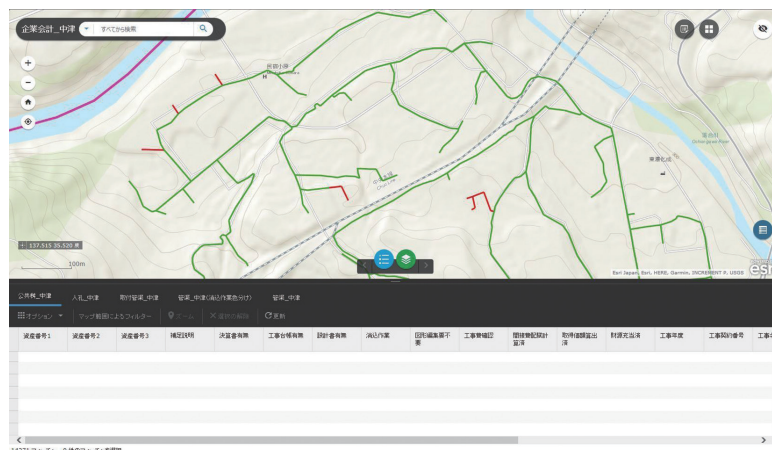 企業会計_中津
すべてから検索
137.515 35.520 度
100m
Esri Japan, Esri, HERE, Garmin, INCREMENT P, USGS
esri
公共桝_中津 人孔_中津 取付管渠_中津 管渠_中津(消込作業色分け) 管渠_中津
オプション マップ範囲によるフィルター ズーム 選択の解除 更新
資産番号1 資産番号2 資産番号3 補足説明 決算書有無 工事台帳有無 設計書有無 消込作業 図形編集要不要 工事費確認 間接費配賦計算済 取得価額算出済 財源充当済 工事年度 工事契約番号